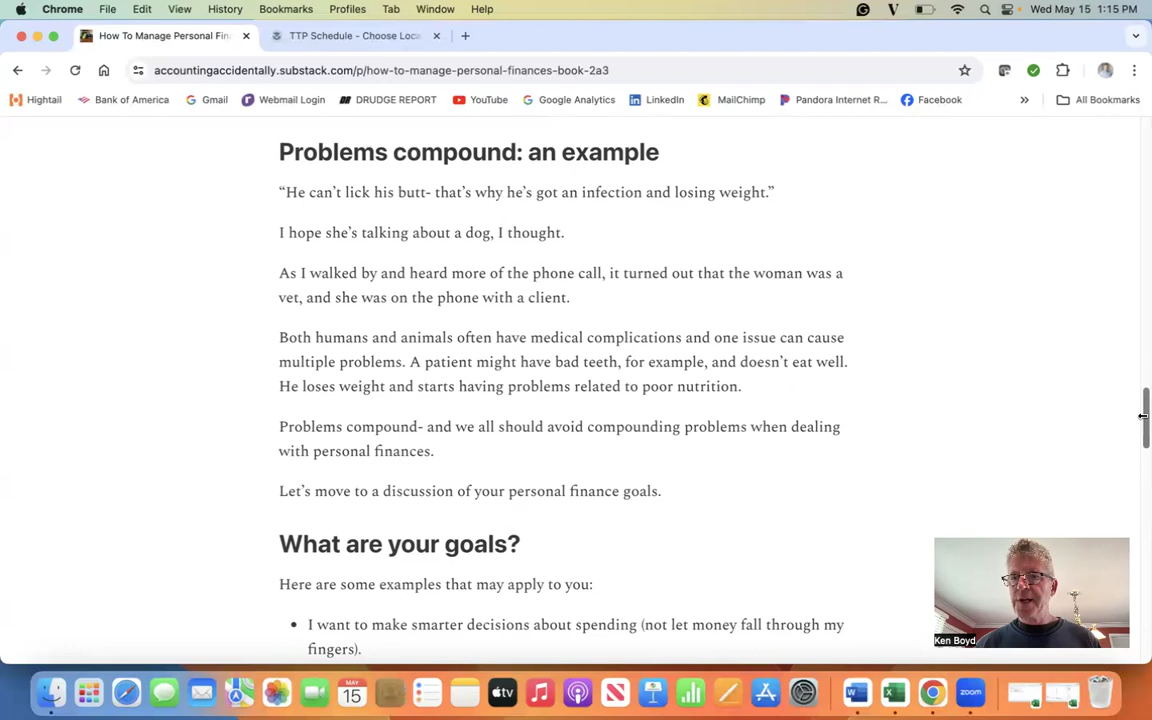 Chrome File Edit View History Bookmarks Profiles Tab Window Help Wed May 15 1:15 PM
How To Manage Personal Fin TTP Schedule - Choose Loca
accountingaccidentally.substack.com/p/how-to-manage-personal-finances-book-2a3
Hightail Bank of America Gmail Webmail Login DRUDGE REPORT YouTube Google Analytics LinkedIn MailChimp Pandora Internet R... Facebook » All Bookmarks
Problems compound: an example
“He can’t lick his butt- that’s why he’s got an infection and losing weight.”
I hope she’s talking about a dog, I thought.
As I walked by and heard more of the phone call, it turned out that the woman was a
vet, and she was on the phone with a client.
Both humans and animals often have medical complications and one issue can cause
multiple problems. A patient might have bad teeth, for example, and doesn’t eat well.
He loses weight and starts having problems related to poor nutrition.
Problems compound- and we all should avoid compounding problems when dealing
with personal finances.
Let’s move to a discussion of your personal finance goals.
What are your goals?
Here are some examples that may apply to you:
• I want to make smarter decisions about spending (not let money fall through my
fingers).
Ken Boyd
MAY
15
tv
W X zoom